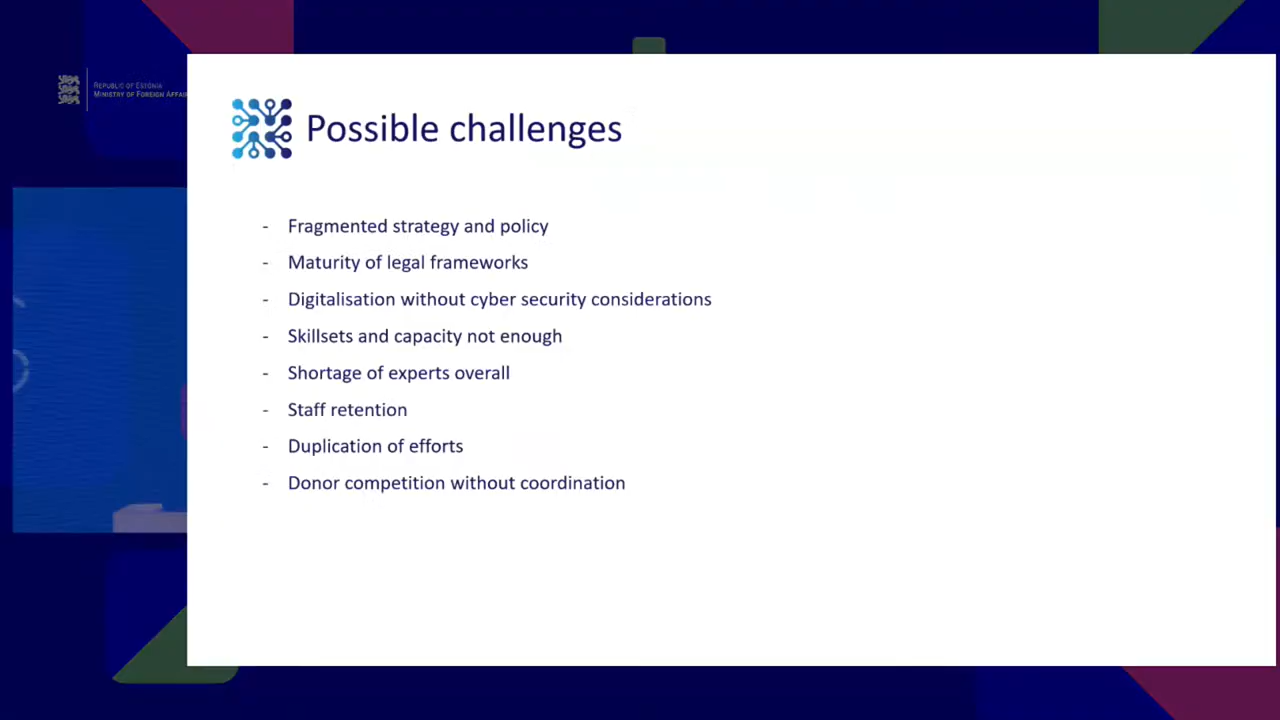 REPUBLIC OF ESTONIA
MINISTRY OF FOREIGN AFFAIR
Possible challenges
- Fragmented strategy and policy
- Maturity of legal frameworks
- Digitalisation without cyber security considerations
- Skillsets and capacity not enough
- Shortage of experts overall
- Staff retention
- Duplication of efforts
- Donor competition without coordination